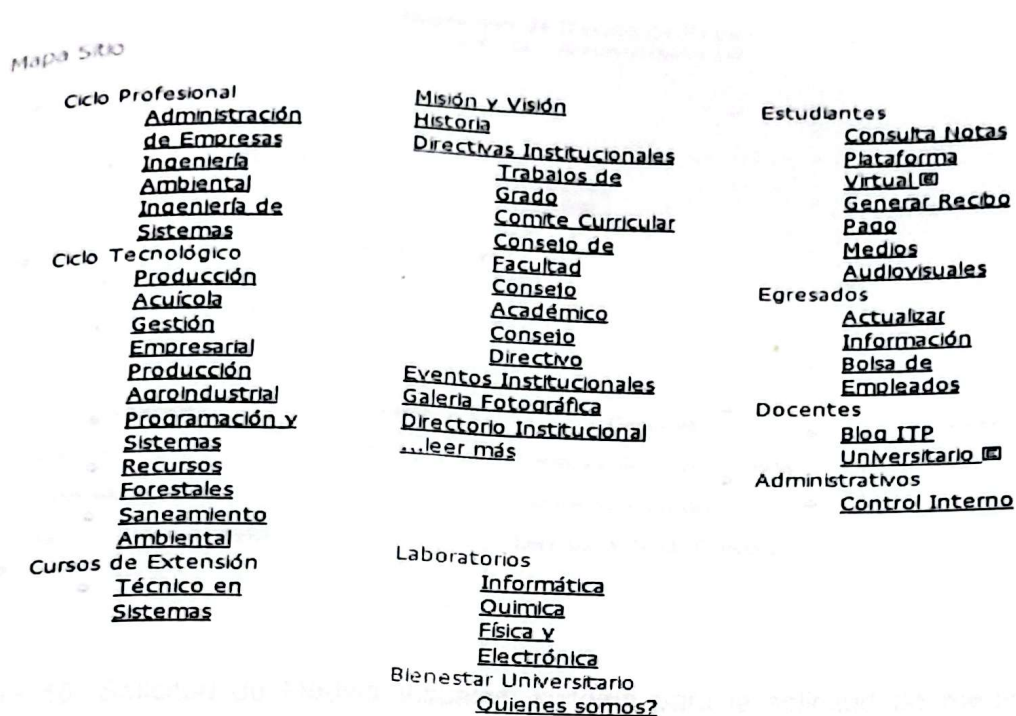 Mapa Sitio
Ciclo Profesional
Administración
de Empresas
Ingeniería
Ambiental
Ingeniería de
Sistemas
Ciclo Tecnológico
Producción
Acuícola
Gestión
Empresarial
Producción
Agroindustrial
Programación y
Sistemas
Recursos
Forestales
Saneamiento
Ambiental
Cursos de Extensión
Técnico en
Sistemas
Misión y Visión
Historia
Directivas Institucionales
Trabajos de
Grado
Comite Curricular
Consejo de
Facultad
Consejo
Académico
Consejo
Directivo
Eventos Institucionales
Galeria Fotográfica
Directorio Institucional
...leer más
Laboratorios
Informática
Quimica
Física y
Electrónica
Bienestar Universitario
Quienes somos?
Estudiantes
Consulta Notas
Plataforma
Virtual
Generar Recibo
Pago
Medios
Audiovisuales
Egresados
Actualizar
Información
Bolsa de
Empleados
Docentes
Blog ITP
Universitario
Administrativos
Control Interno